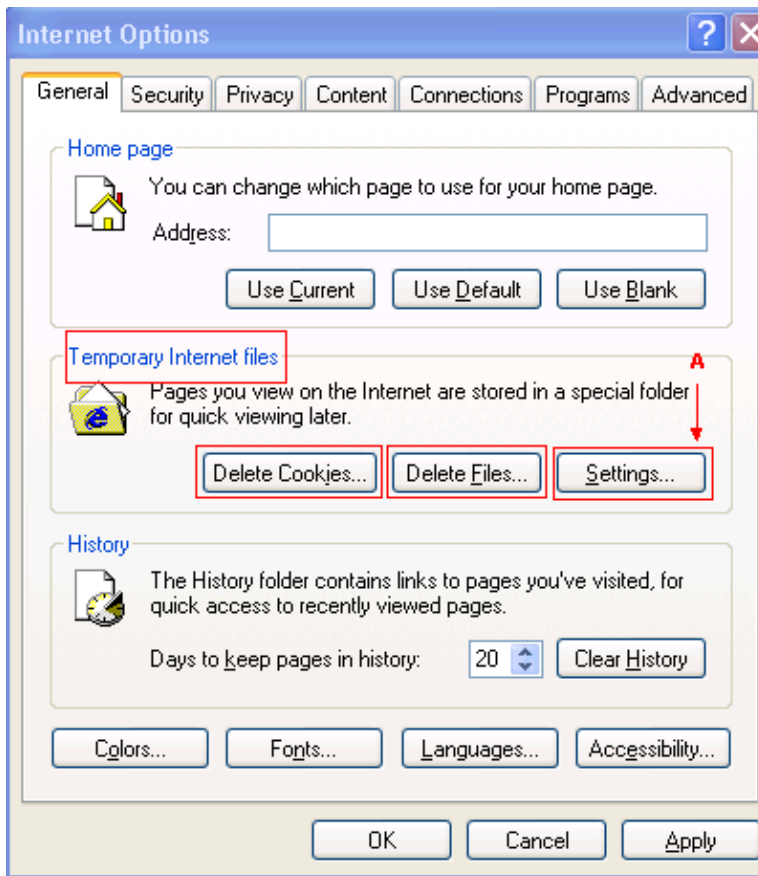 Internet Options
General Security Privacy Content Connections Programs Advanced
Home page
You can change which page to use for your home page.
Address:
Use Current Use Default Use Blank
Temporary Internet files
A
Pages you view on the Internet are stored in a special folder
for quick viewing later.
Delete Cookies... Delete Files... Settings...
History
The History folder contains links to pages you've visited, for
quick access to recently viewed pages.
Days to keep pages in history: 20 Clear History
Colors... Fonts... Languages... Accessibility...
OK Cancel Apply